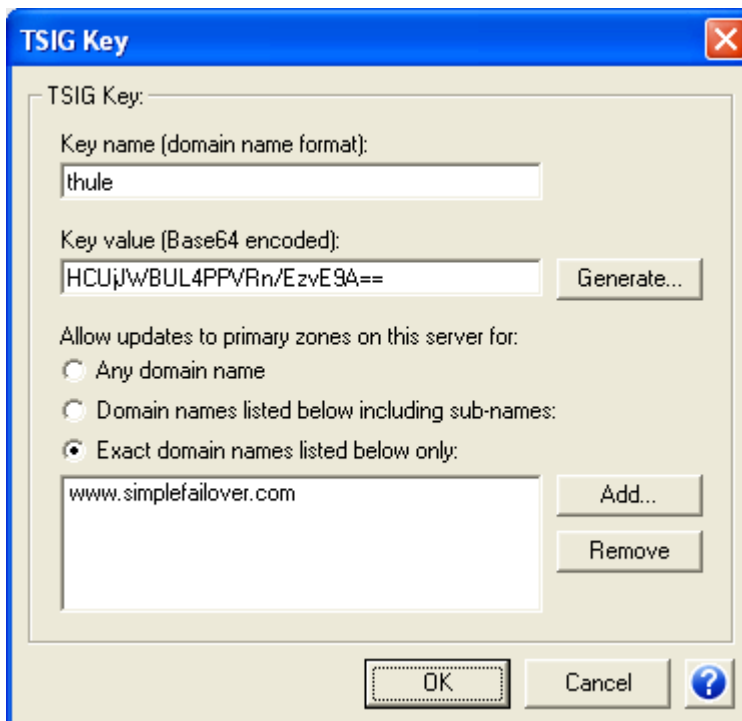 TSIG Key
TSIG Key:
Key name (domain name format):
thule
Key value (Base64 encoded):
HCUjJWBUL4PPVRn/EzvE9A==
Generate...
Allow updates to primary zones on this server for:
Any domain name
Domain names listed below including sub-names:
Exact domain names listed below only:
www.simplefailover.com
Add...
Remove
OK
Cancel
?